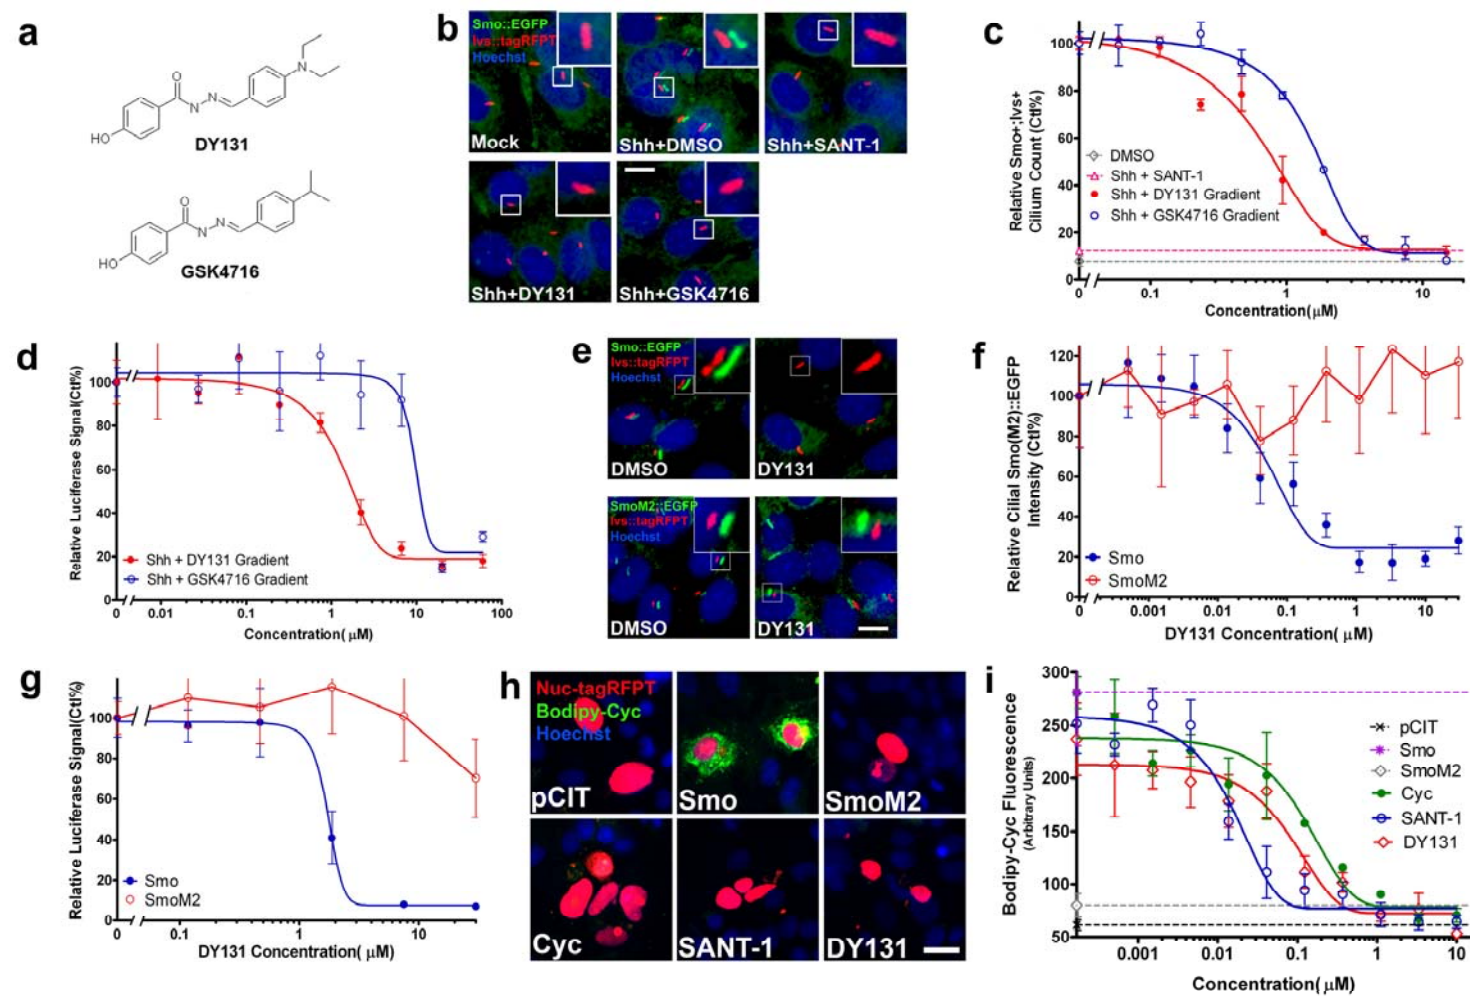 a
O
N
N
N
HO
DY131
O
N
N
HO
GSK4716
b
Smo::EGFP
Ivs::tagRFPT
Hoechst
Mock
Shh+DMSO
Shh+SANT-1
Shh+DY131
Shh+GSK4716
c
Relative Smo+;Ivs+
Cilium Count (Ctl%)
100
80
60
40
20
0
DMSO
Shh + SANT-1
Shh + DY131 Gradient
Shh + GSK4716 Gradient
0 0.1 1 10
Concentration(μM)
d
Relative Luciferase Signal(Ctl%)
100
80
60
40
20
0
Shh + DY131 Gradient
Shh + GSK4716 Gradient
0 0.01 0.1 1 10 100
Concentration( μM)
e
Smo::EGFP
Ivs::tagRFPT
Hoechst
DMSO
DY131
SmoM2::EGFP
Ivs::tagRFPT
Hoechst
DMSO
DY131
f
Relative Cilial Smo(M2)::EGFP
Intensity (Ctl%)
120
100
80
60
40
20
0
Smo
SmoM2
0 0.001 0.01 0.1 1 10
DY131 Concentration( μM)
g
Relative Luciferase Signal(Ctl%)
100
80
60
40
20
0
Smo
SmoM2
0 0.1 1 10
DY131 Concentration( μM)
h
Nuc-tagRFPT
Bodipy-Cyc
Hoechst
pCIT
Smo
SmoM2
Cyc
SANT-1
DY131
i
Bodipy-Cyc Fluorescence
(Arbitrary Units)
300
250
200
150
100
50
pCIT
Smo
SmoM2
Cyc
SANT-1
DY131
0.001 0.01 0.1 1 10
Concentration( μM)